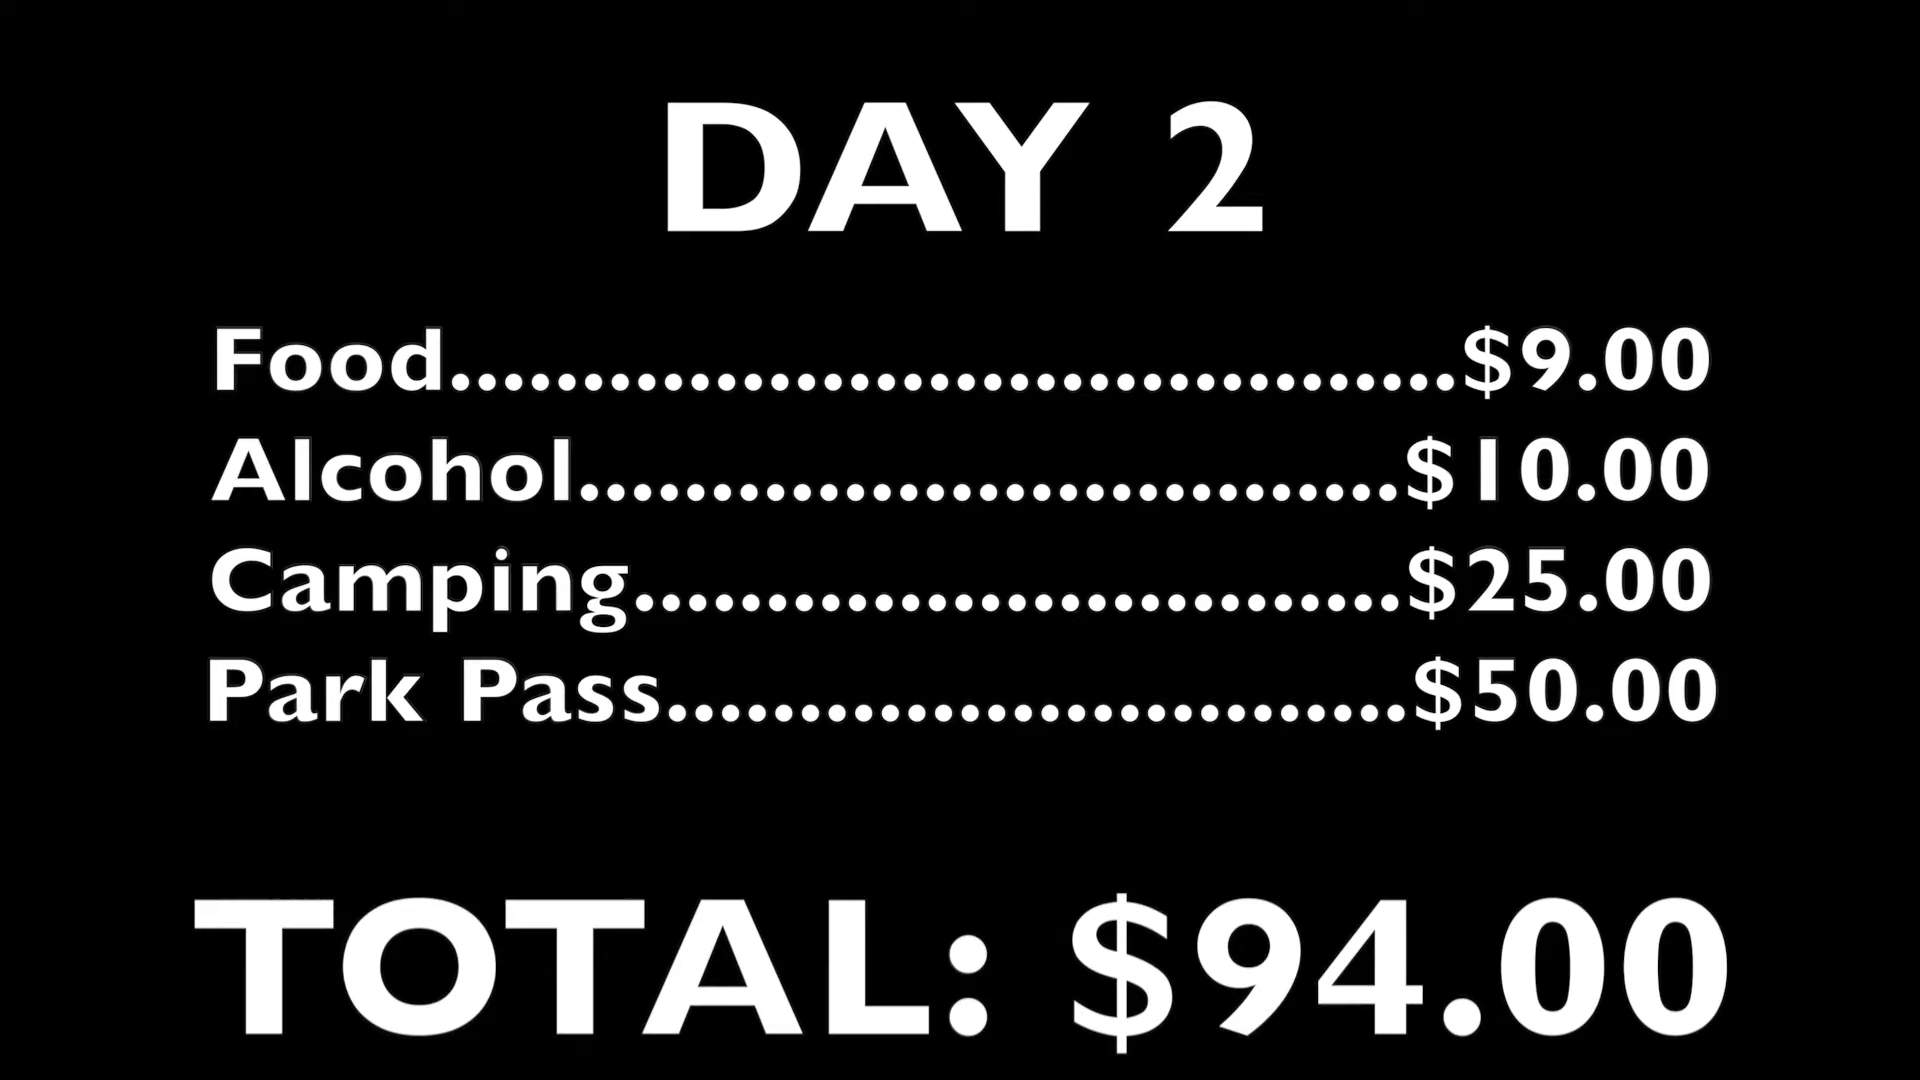 DAY 2
Food......................................$9.00
Alcohol...............................$10.00
Camping.............................$25.00
Park Pass............................$50.00
TOTAL: $94.00